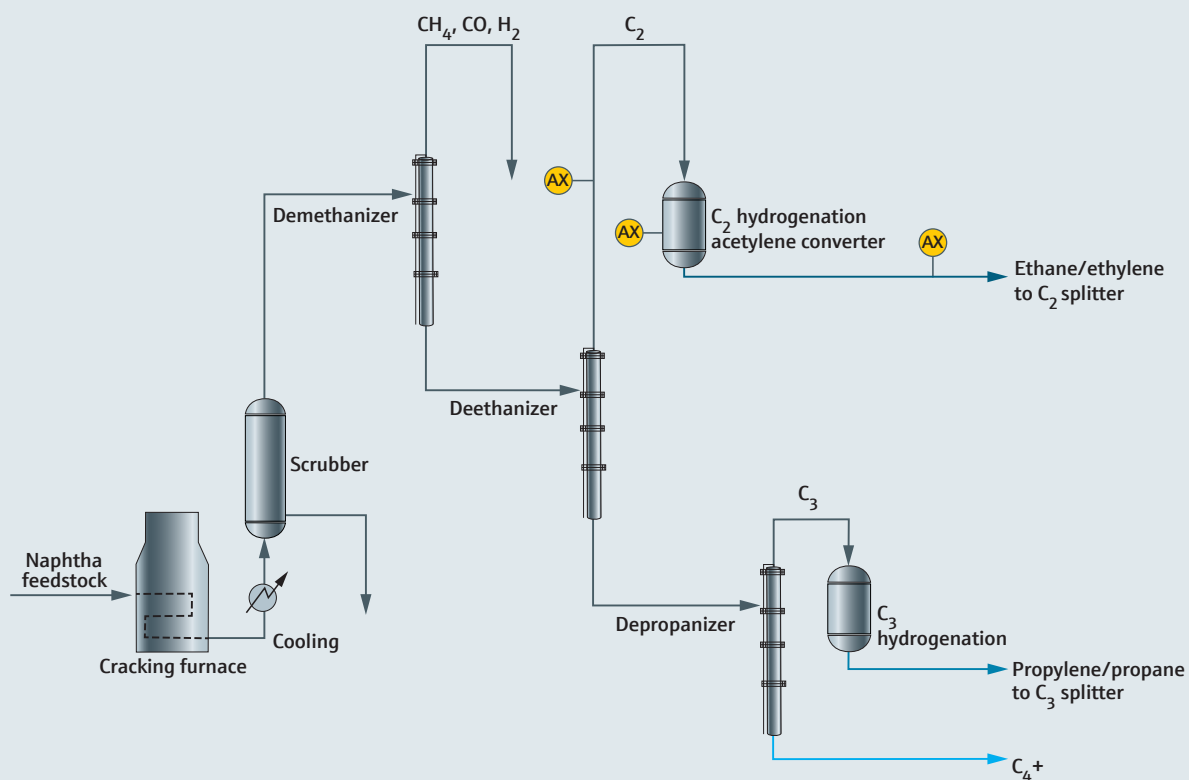 CH₄, CO, H₂
C₂
AX
Demethanizer
C₂ hydrogenation
acetylene converter
AX
AX
Ethane/ethylene
to C₂ splitter
Deethanizer
Scrubber
C₃
Naphtha
feedstock
Cooling
Cracking furnace
Depropanizer
C₃
hydrogenation
Propylene/propane
to C₃ splitter
C₄+